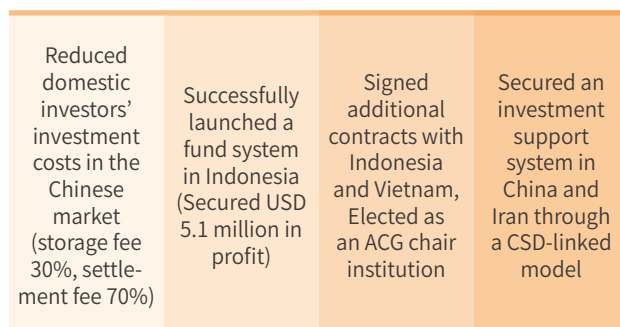 Reduced
domestic
investors’
investment
costs in the
Chinese
market
(storage fee
30%, settle-
ment fee 70%)
Successfully
launched a
fund system
in Indonesia
(Secured USD
5.1 million in
profit)
Signed
additional
contracts with
Indonesia
and Vietnam,
Elected as
an ACG chair
institution
Secured an
investment
support
system in
China and
Iran through
a CSD-linked
model